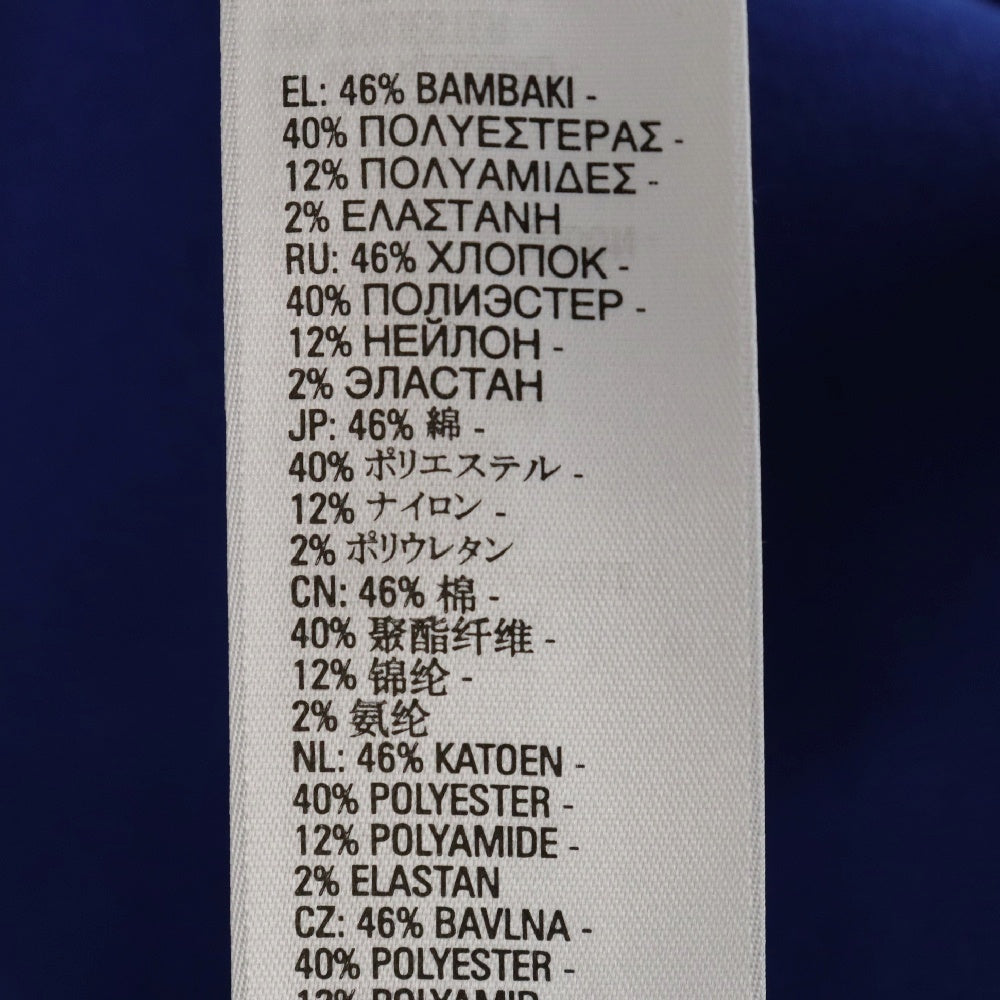 EL: 46% BAMBAKI -
40% ΠΟΛΥΕΣΤΕΡΑΣ -
12% ΠΟΛΥΑΜΙΔΕΣ -
2% ΕΛΑΣΤΑΝΗ
RU: 46% ХЛОПОК -
40% ПОЛИЭСТЕР -
12% НЕЙЛОН -
2% ЭЛАСТАН
JP: 46% 綿 -
40% ポリエステル -
12% ナイロン -
2% ポリウレタン
CN: 46% 棉 -
40% 聚酯纤维 -
12% 锦纶 -
2% 氨纶
NL: 46% KATOEN -
40% POLYESTER -
12% POLYAMIDE -
2% ELASTAN
CZ: 46% BAVLNA -
40% POLYESTER -
12% POLYAMID